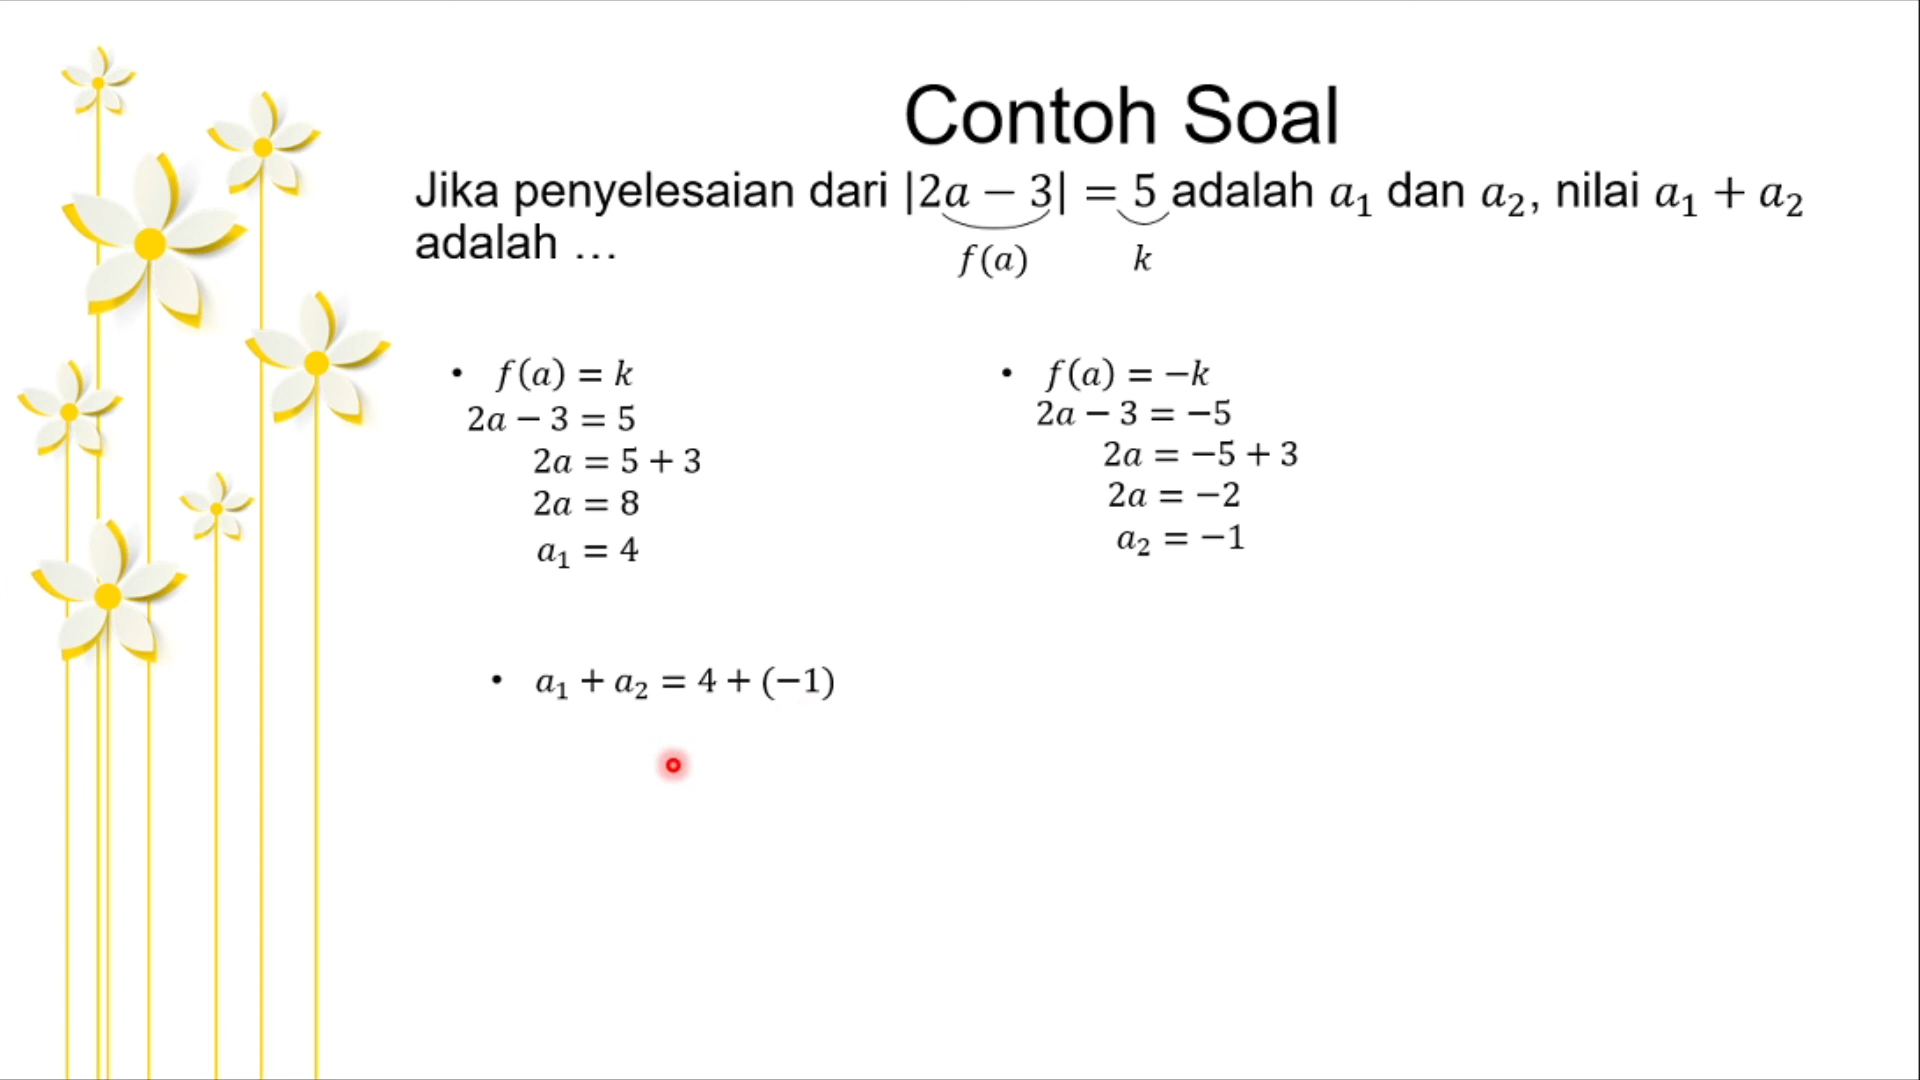 Contoh Soal
Jika penyelesaian dari |2𝑎 − 3| = 5 adalah 𝑎₁ dan 𝑎₂, nilai 𝑎₁ + 𝑎₂
adalah …
𝑓(𝑎)
𝑘
• 𝑓(𝑎) = 𝑘
2𝑎 − 3 = 5
2𝑎 = 5 + 3
2𝑎 = 8
𝑎₁ = 4
• 𝑓(𝑎) = −𝑘
2𝑎 − 3 = −5
2𝑎 = −5 + 3
2𝑎 = −2
𝑎₂ = −1
• 𝑎₁ + 𝑎₂ = 4 + (−1)